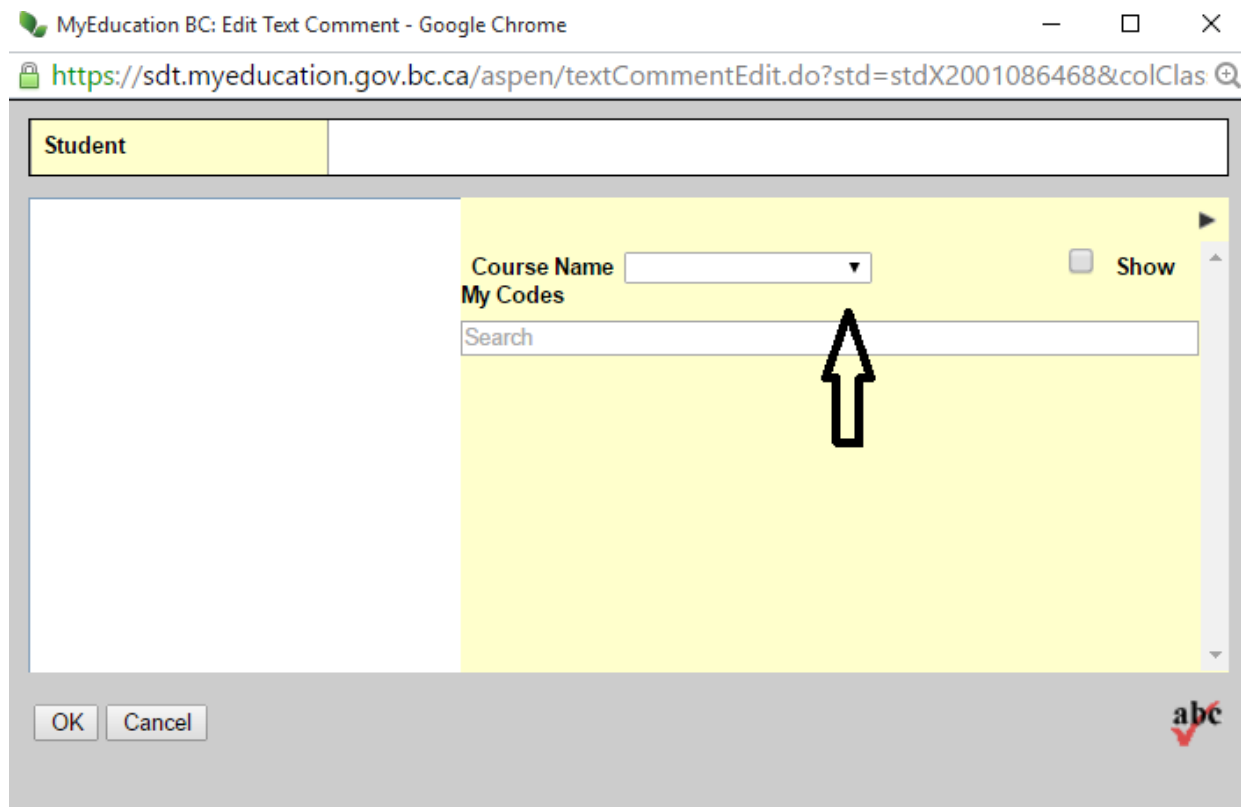 MyEducation BC: Edit Text Comment - Google Chrome
https://sdt.myeducation.gov.bc.ca/aspen/textCommentEdit.do?std=stdX2001086468&colClas
Student
Course Name Show
My Codes
Search
OK Cancel abc